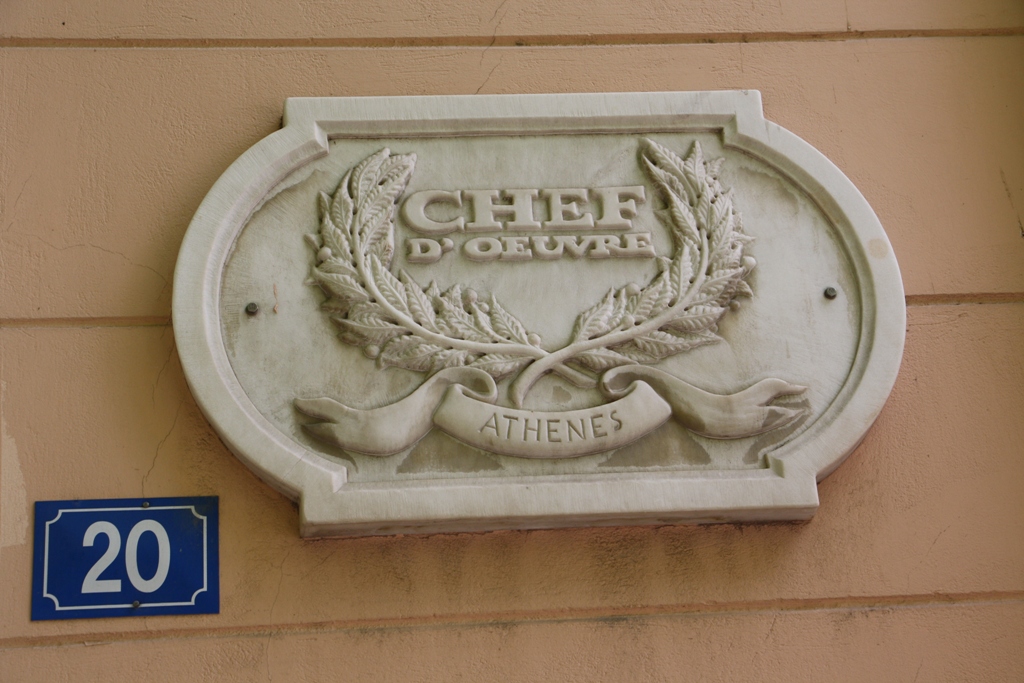 CHEF
D'OEUVRE
ATHENES
20